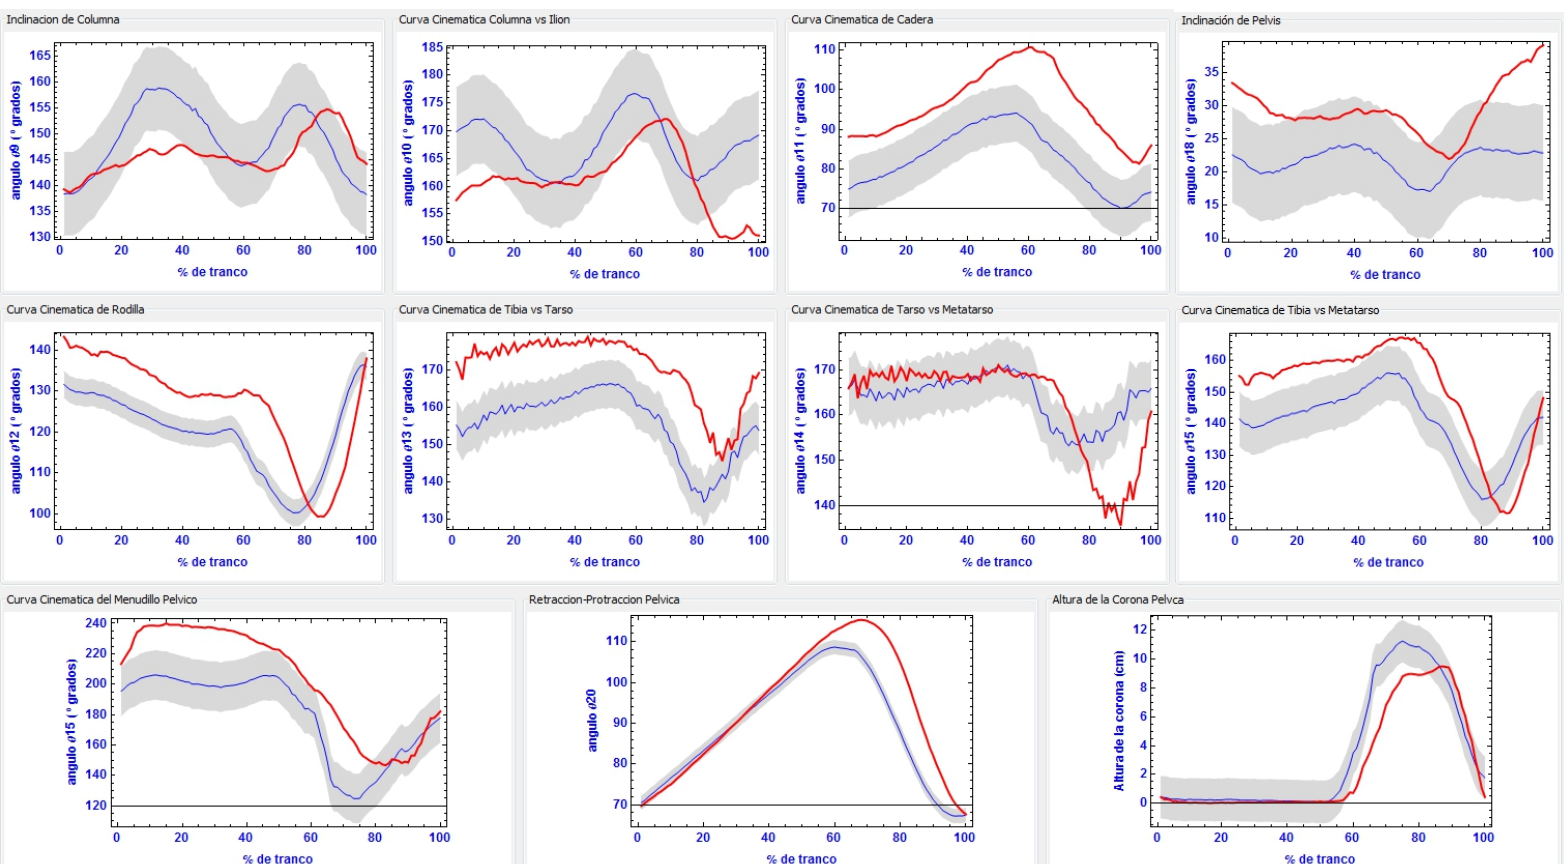 Inclinacion de Columna
angulo θ9 ( º grados)
165
160
155
150
145
140
135
130
0 20 40 60 80 100
% de tranco
Curva Cinematica Columna vs Ilion
angulo θ10 ( º grados)
185
180
175
170
165
160
155
150
0 20 40 60 80 100
% de tranco
Curva Cinematica de Cadera
angulo θ11 ( º grados)
110
100
90
80
70
0 20 40 60 80 100
% de tranco
Inclinación de Pelvis
angulo θ18 ( º grados)
35
30
25
20
15
10
0 20 40 60 80 100
% de tranco
Curva Cinematica de Rodilla
angulo θ12 ( º grados)
140
130
120
110
100
0 20 40 60 80 100
% de tranco
Curva Cinematica de Tibia vs Tarso
angulo θ13 ( º grados)
170
160
150
140
130
0 20 40 60 80 100
% de tranco
Curva Cinematica de Tarso vs Metatarso
angulo θ14 ( º grados)
170
160
150
140
0 20 40 60 80 100
% de tranco
Curva Cinematica de Tibia vs Metatarso
angulo θ15 ( º grados)
160
150
140
130
120
110
0 20 40 60 80 100
% de tranco
Curva Cinematica del Menudillo Pelvico
angulo θ15 ( º grados)
240
220
200
180
160
140
120
0 20 40 60 80 100
% de tranco
Retraccion-Protraccion Pelvica
angulo θ20
110
100
90
80
70
0 20 40 60 80 100
% de tranco
Altura de la Corona Pelvca
Altura de la corona (cm)
12
10
8
6
4
2
0
0 20 40 60 80 100
% de tranco